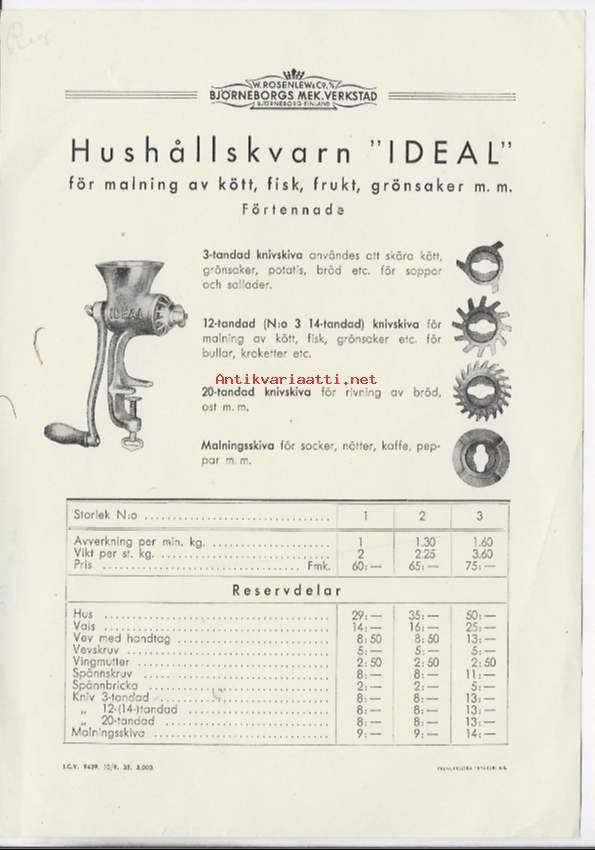 W. ROSENLEW & Co. A/B
BJÖRNEBORGS MEK. VERKSTAD
BJÖRNEBORG-FINLAND
Hushållskvarn "IDEAL"
för malning av kött, fisk, frukt, grönsaker m. m.
Förtennade
3-tandad knivskiva användes att skära kött,
grönsaker, potatis, bröd etc. för soppor
och sallader.
IDEAL
12-tandad (N:o 3 14-tandad) knivskiva för
malning av kött, fisk, grönsaker etc. för
bullar, kroketter etc.
Antikvariaatti.net
20-tandad knivskiva för rivning av bröd,
ost m. m.
Malningsskiva för socker, nötter, kaffe, pep-
par m. m.
Storlek N:o 1 2 3
Avverkning per min. kg. 1 1.30 1.60
Vikt per st. kg. 2 2.25 3.60
Pris Fmk. 60:— 65:— 75:—
Reservdelar
Hus 29:— 35:— 50:—
Vals 14:— 16:— 25:—
Vev med handtag 8:50 8:50 13:—
Vevskruv 5:— 5:— 5:—
Vingmutter 2:50 2:50 2:50
Spännskruv 8:— 8:— 11:—
Spännbricka 2:— 2:— 5:—
Kniv 3-tandad 8:— 8:— 13:—
„ 12-(14-)tandad 8:— 8:— 13:—
„ 20-tandad 8:— 8:— 13:—
Malningsskiva 9:— 9:— 14:—
I.C.V. 9439. 10/9. 35. 5,000.